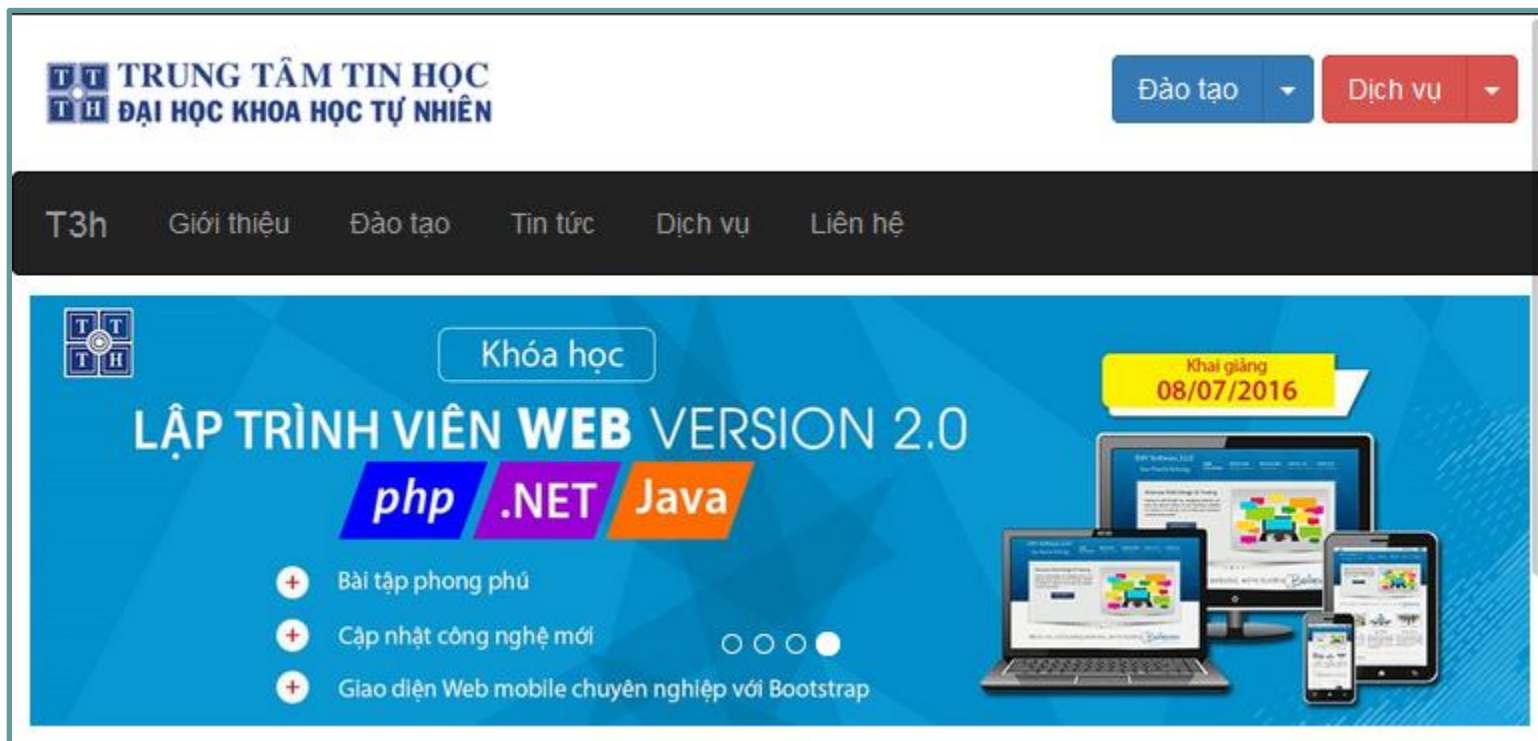 T T TRUNG TÂM TIN HỌC
T H ĐẠI HỌC KHOA HỌC TỰ NHIÊN
Đào tạo
Dịch vụ
T3h Giới thiệu Đào tạo Tin tức Dịch vụ Liên hệ
T T
T H
Khóa học
Khai giảng
08/07/2016
LẬP TRÌNH VIÊN WEB VERSION 2.0
php .NET Java
Bài tập phong phú
Cập nhật công nghệ mới
Giao diện Web mobile chuyên nghiệp với Bootstrap